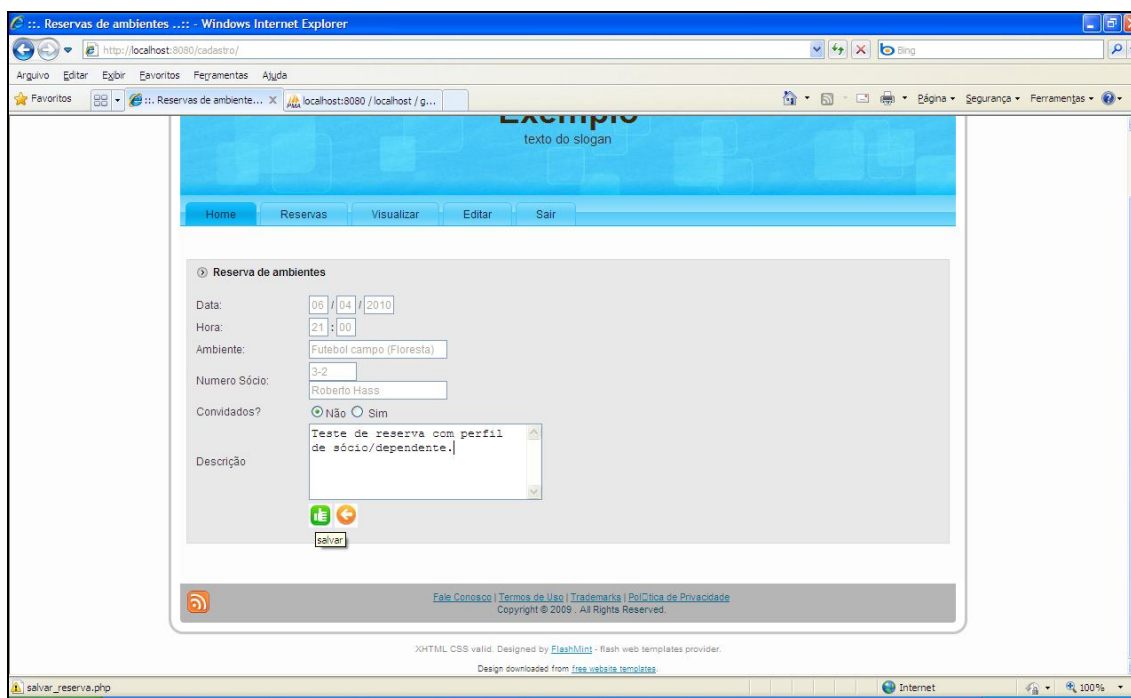 ::. Reservas de ambientes ..:: - Windows Internet Explorer
http://localhost:8080/cadastro/
Bing
Arquivo Editar Exibir Favoritos Ferramentas Ajuda
Favoritos ::. Reservas de ambiente... X localhost:8080 / localhost / g... Página Segurança Ferramentas
Exemplo
texto do slogan
Home Reservas Visualizar Editar Sair
Reserva de ambientes
Data: 06 / 04 / 2010
Hora: 21 : 00
Ambiente: Futebol campo (Floresta)
Numero Sócio: 3-2
Roberto Hass
Convidados? Não Sim
Descrição Teste de reserva com perfil
de sócio/dependente.
salvar
Fale Conosco | Termos de Uso | Trademarks | Pol□tica de Privacidade
Copyright © 2009 . All Rights Reserved.
XHTML CSS valid. Designed by FlashMint - flash web templates provider.
Design downloaded from free website templates.
salvar_reserva.php Internet 100%